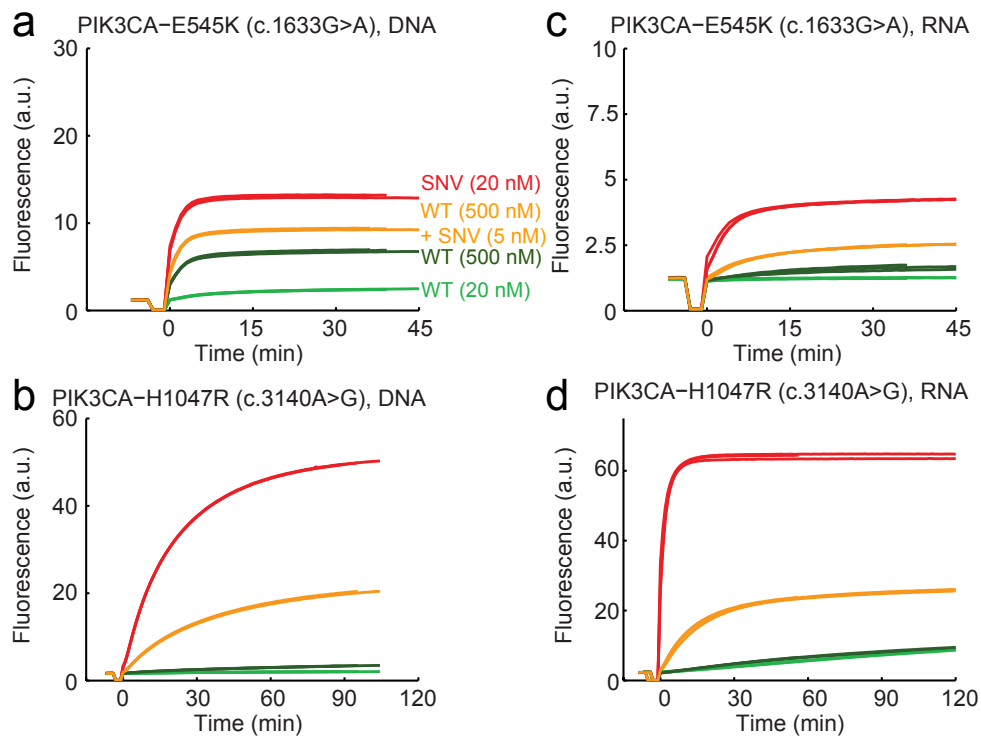 a
PIK3CA−E545K (c.1633G>A), DNA
30
20
10
0
Fluorescence (a.u.)
SNV (20 nM)
WT (500 nM)
+ SNV (5 nM)
WT (500 nM)
WT (20 nM)
0 15 30 45
Time (min)
c
PIK3CA−E545K (c.1633G>A), RNA
10
7.5
5
2.5
0
Fluorescence (a.u.)
0 15 30 45
Time (min)
b
PIK3CA−H1047R (c.3140A>G), DNA
60
40
20
0
Fluorescence (a.u.)
0 30 60 90 120
Time (min)
d
PIK3CA−H1047R (c.3140A>G), RNA
60
40
20
0
Fluorescence (a.u.)
0 30 60 90 120
Time (min)